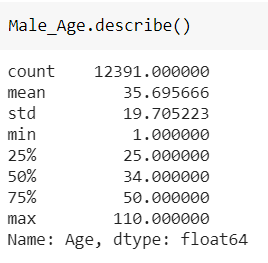 Male_Age.describe()
count    12391.000000
mean        35.695666
std         19.705223
min          1.000000
25%         25.000000
50%         34.000000
75%         50.000000
max        110.000000
Name: Age, dtype: float64